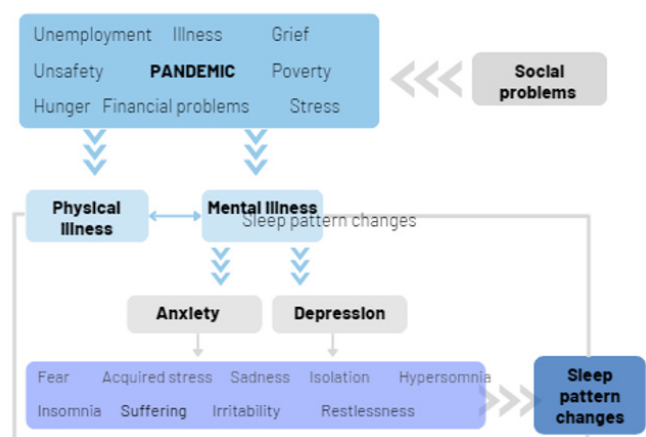 Unemployment Illness Grief
Unsafety PANDEMIC Poverty
Hunger Financial problems Stress
Social
problems
Physical
Illness
Mental Illness
Sleep pattern changes
Anxiety
Depression
Fear Acquired stress Sadness Isolation Hypersomnia
Insomnia Suffering Irritability Restlessness
Sleep
pattern
changes